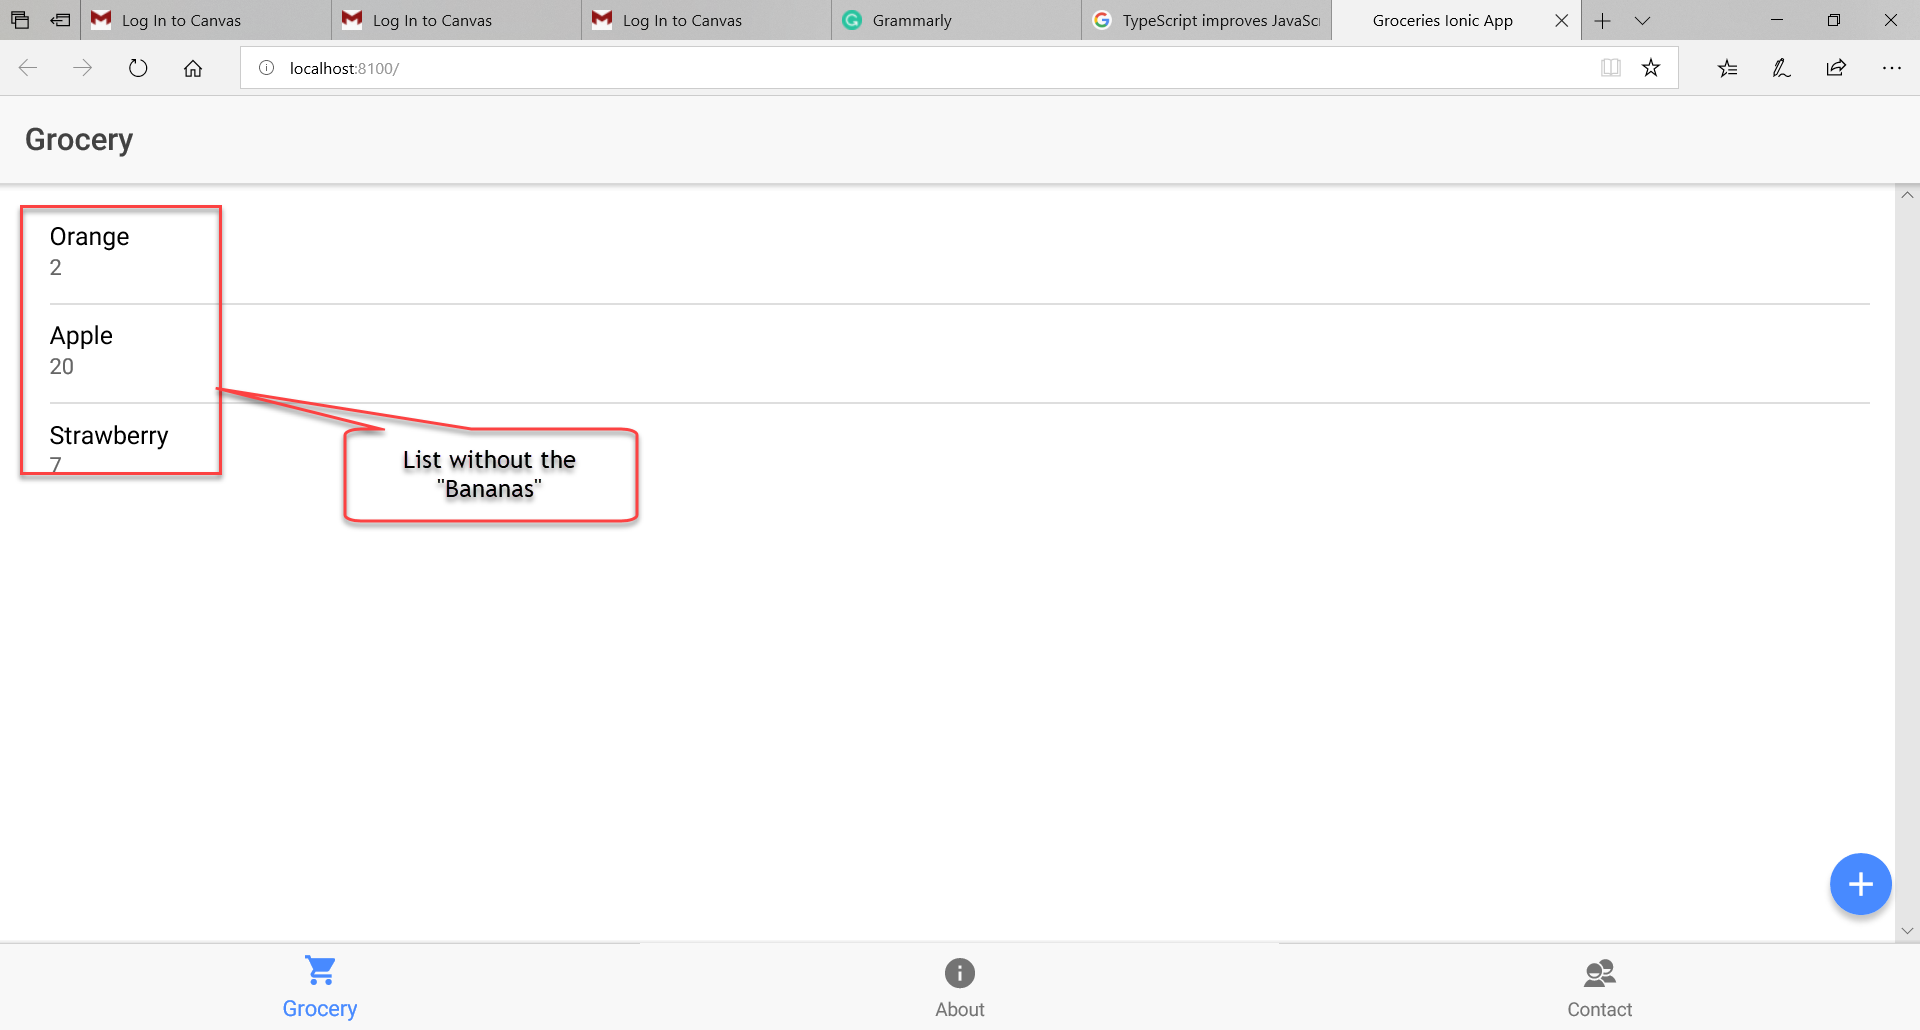 Log In to Canvas
Log In to Canvas
Log In to Canvas
Grammarly
TypeScript improves JavaSc
Groceries Ionic App
localhost:8100/
Grocery
Orange
2
Apple
20
Strawberry
7
List without the
"Bananas"
Grocery
About
Contact